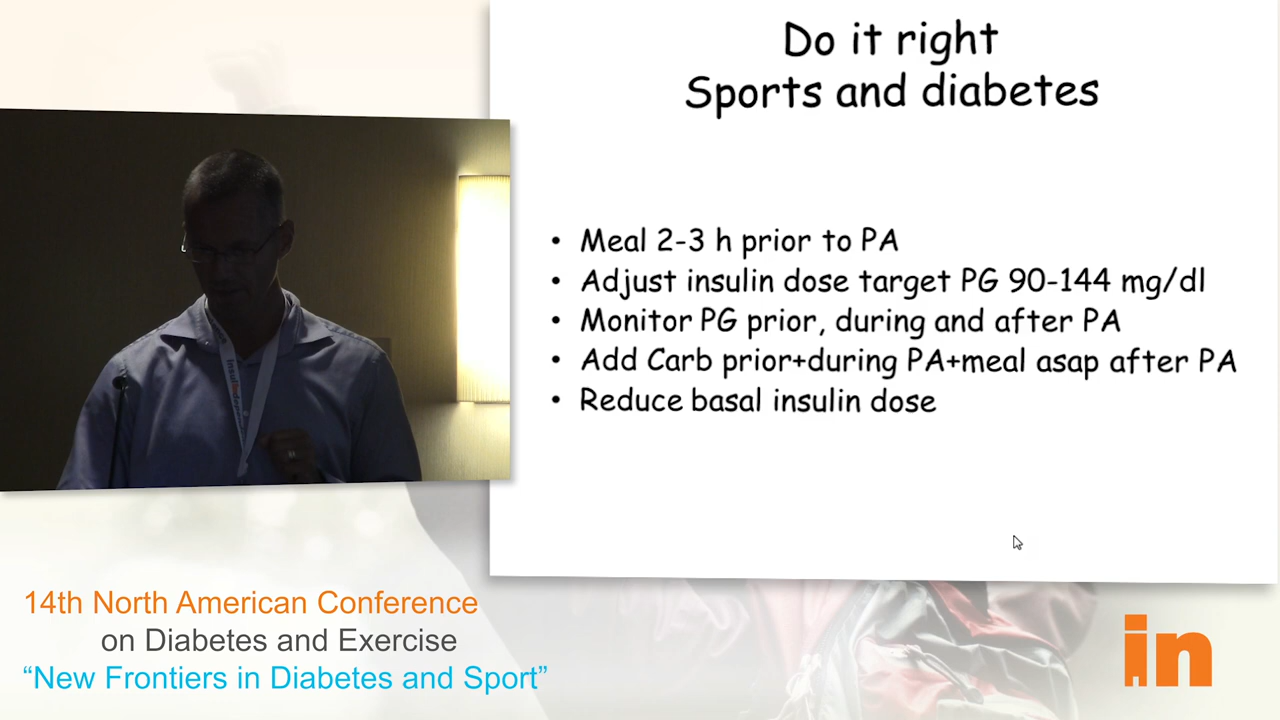 Do it right
Sports and diabetes
• Meal 2-3 h prior to PA
• Adjust insulin dose target PG 90-144 mg/dl
• Monitor PG prior, during and after PA
• Add Carb prior+during PA+meal asap after PA
• Reduce basal insulin dose
14th North American Conference
on Diabetes and Exercise
“New Frontiers in Diabetes and Sport”
in